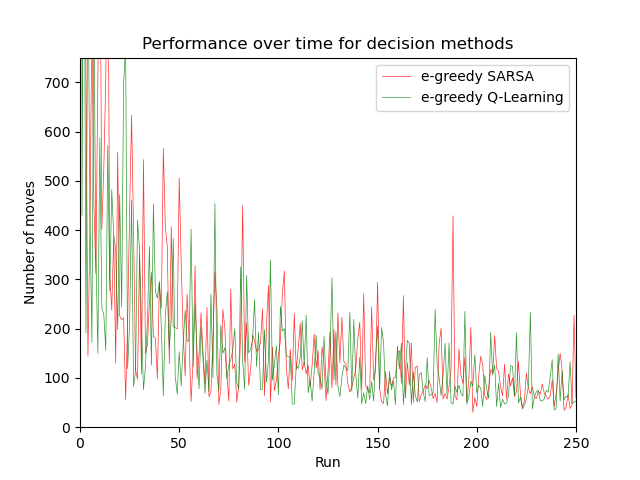 Performance over time for decision methods
e-greedy SARSA
e-greedy Q-Learning
Number of moves
700
600
500
400
300
200
100
0
0 50 100 150 200 250
Run